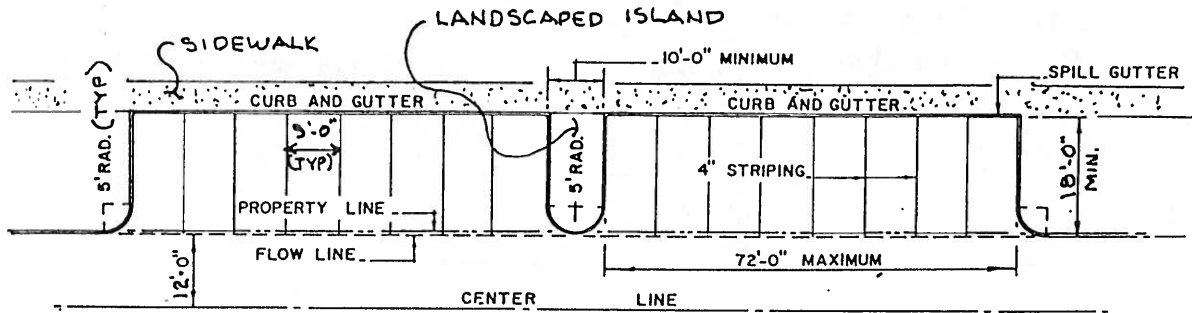 LANDSCAPED ISLAND
SIDEWALK
10'-0" MINIMUM
SPILL GUTTER
CURB AND GUTTER
CURB AND GUTTER
5' RAD. (TYP)
9'-0"
(TYP)
5' RAD.
4" STRIPING
18'-0"
MIN.
PROPERTY LINE
FLOW LINE
72'-0" MAXIMUM
12'-0"
CENTER LINE